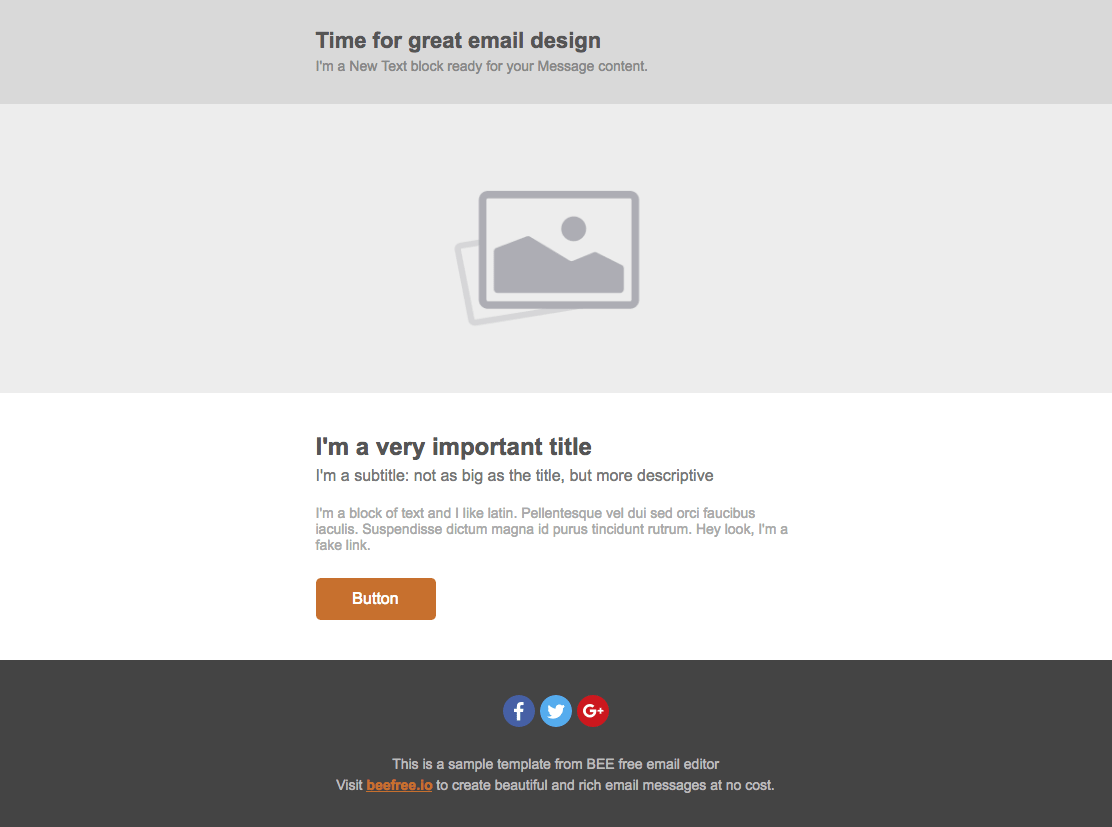 Time for great email design
I'm a New Text block ready for your Message content.
I'm a very important title
I'm a subtitle: not as big as the title, but more descriptive
I'm a block of text and I like latin. Pellentesque vel dui sed orci faucibus
iaculis. Suspendisse dictum magna id purus tincidunt rutrum. Hey look, I'm a
fake link.
Button
f G+
This is a sample template from BEE free email editor
Visit beefree.io to create beautiful and rich email messages at no cost.